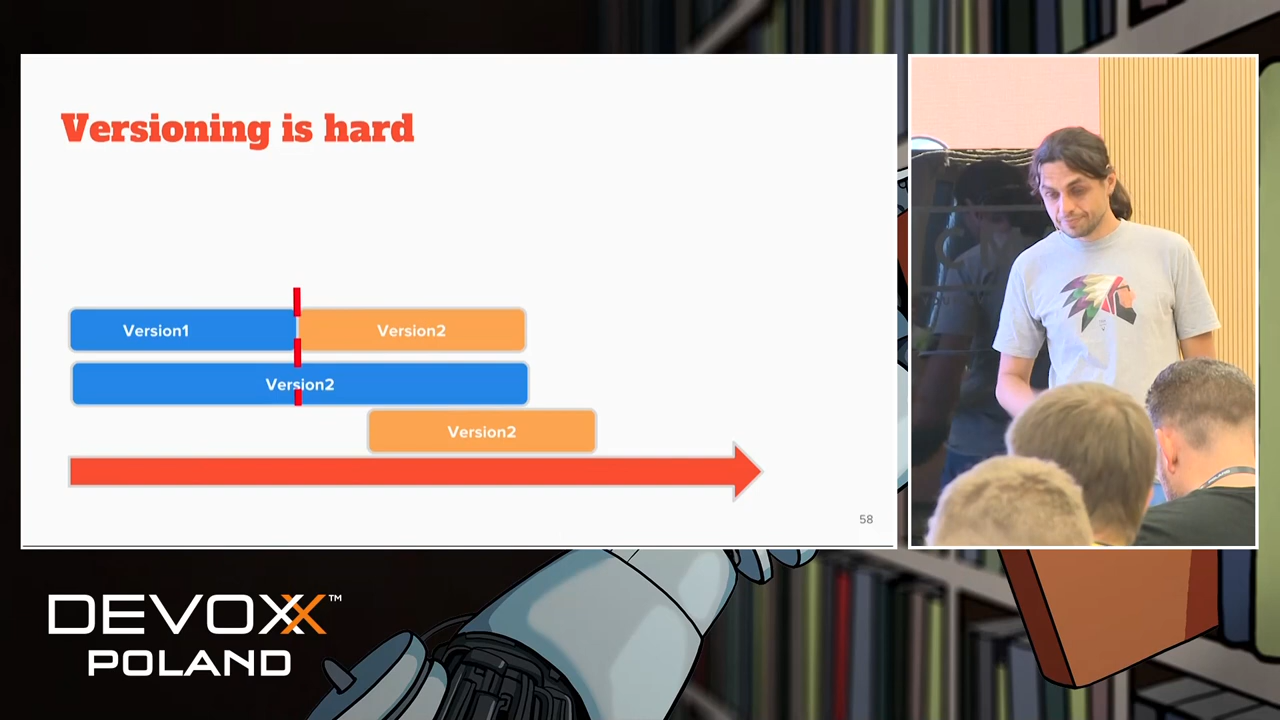 Versioning is hard
Version1
Version2
Version2
Version2
58
DEVOXX™
POLAND